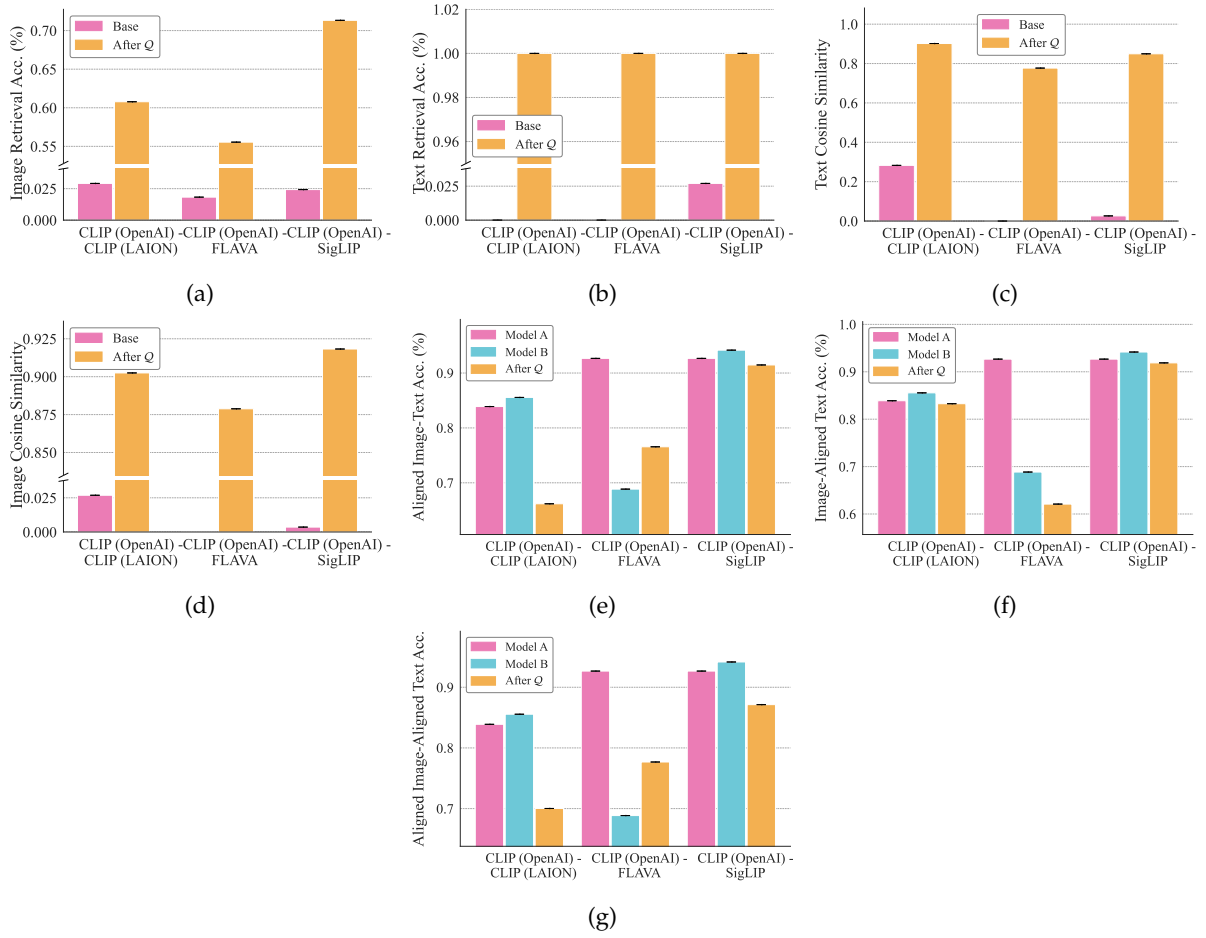 Image Retrieval Acc. (%)
0.70
0.65
0.60
0.55
0.025
0.000
Base
After Q
CLIP (OpenAI) -
CLIP (LAION)
CLIP (OpenAI) -
FLAVA
CLIP (OpenAI) -
SigLIP
(a)
Text Retrieval Acc. (%)
1.00
0.98
0.96
0.025
0.000
Base
After Q
CLIP (OpenAI) -
CLIP (LAION)
CLIP (OpenAI) -
FLAVA
CLIP (OpenAI) -
SigLIP
(b)
Text Cosine Similarity
1.0
0.8
0.6
0.4
0.2
0.0
Base
After Q
CLIP (OpenAI) -
CLIP (LAION)
CLIP (OpenAI) -
FLAVA
CLIP (OpenAI) -
SigLIP
(c)
Image Cosine Similarity
0.925
0.900
0.875
0.850
0.025
0.000
Base
After Q
CLIP (OpenAI) -
CLIP (LAION)
CLIP (OpenAI) -
FLAVA
CLIP (OpenAI) -
SigLIP
(d)
Aligned Image-Text Acc. (%)
0.9
0.8
0.7
Model A
Model B
After Q
CLIP (OpenAI) -
CLIP (LAION)
CLIP (OpenAI) -
FLAVA
CLIP (OpenAI) -
SigLIP
(e)
Image-Aligned Text Acc. (%)
1.0
0.9
0.8
0.7
0.6
Model A
Model B
After Q
CLIP (OpenAI) -
CLIP (LAION)
CLIP (OpenAI) -
FLAVA
CLIP (OpenAI) -
SigLIP
(f)
Aligned Image-Aligned Text Acc.
0.9
0.8
0.7
Model A
Model B
After Q
CLIP (OpenAI) -
CLIP (LAION)
CLIP (OpenAI) -
FLAVA
CLIP (OpenAI) -
SigLIP
(g)